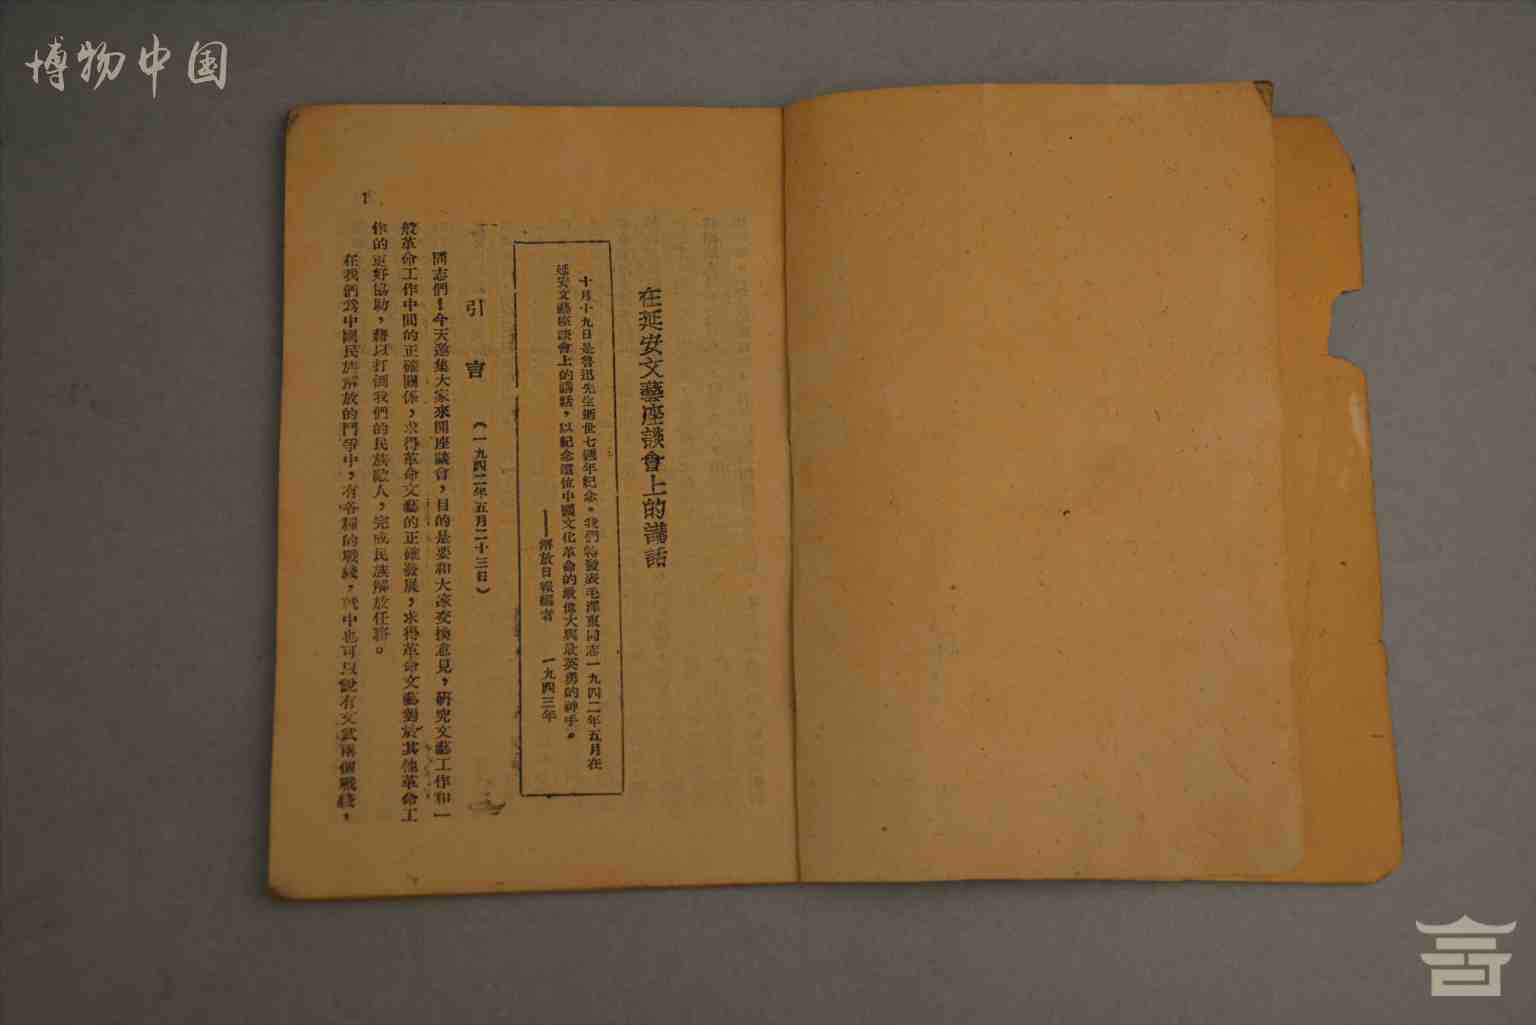 博物中国
在延安文藝座談會上的講話
十月十九日是魯迅先生逝世七週年紀念。我們特發表毛澤東同志一九四二年五月在
延安文藝座談會上的講話，以紀念這位中國文化革命的最偉大與最英勇的旗手。
——解放日報編者 一九四三年
引言 （一九四二年五月二十三日）
同志們！今天邀集大家來開座談會，目的是要和大家交換意見，研究文藝工作和一
般革命工作中間的正確關係，求得革命文藝的正確發展，求得革命文藝對於其他革命工
作的更好協助，藉以打倒我們的民族敵人，完成民族解放任務。
在我們爲中國民族解放的鬥爭中，有各種的戰綫，就中也可以說有文武兩個戰綫，
1